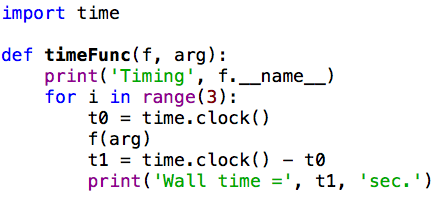 import time

def timeFunc(f, arg):
    print('Timing', f.__name__)
    for i in range(3):
        t0 = time.clock()
        f(arg)
        t1 = time.clock() - t0
        print('Wall time =', t1, 'sec.')